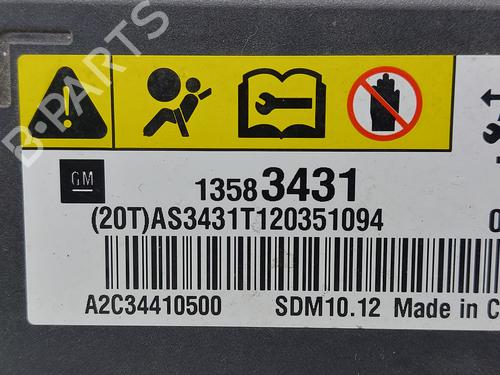 B-PARTS
GM
13583431
(20T)AS3431T120351094
A2C34410500 SDM10.12 Made in C